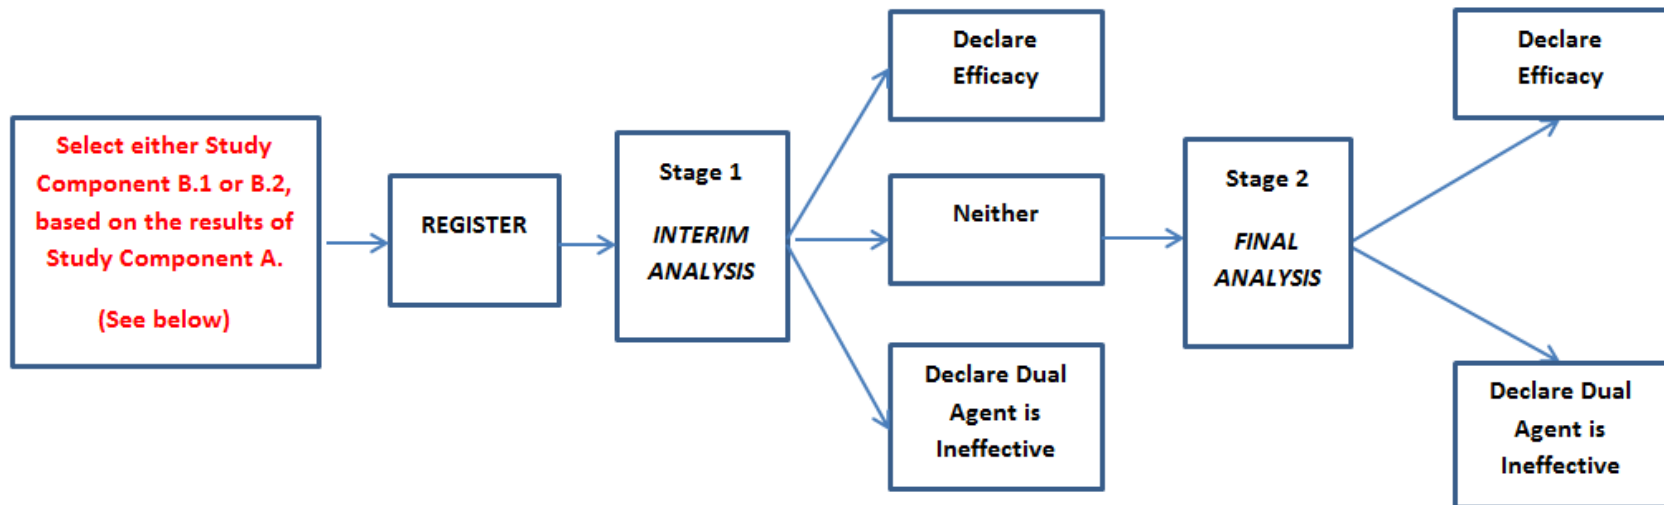 Select either Study
Component B.1 or B.2,
based on the results of
Study Component A.
(See below)
REGISTER
Stage 1
INTERIM
ANALYSIS
Declare
Efficacy
Neither
Declare Dual
Agent is
Ineffective
Stage 2
FINAL
ANALYSIS
Declare
Efficacy
Declare Dual
Agent is
Ineffective